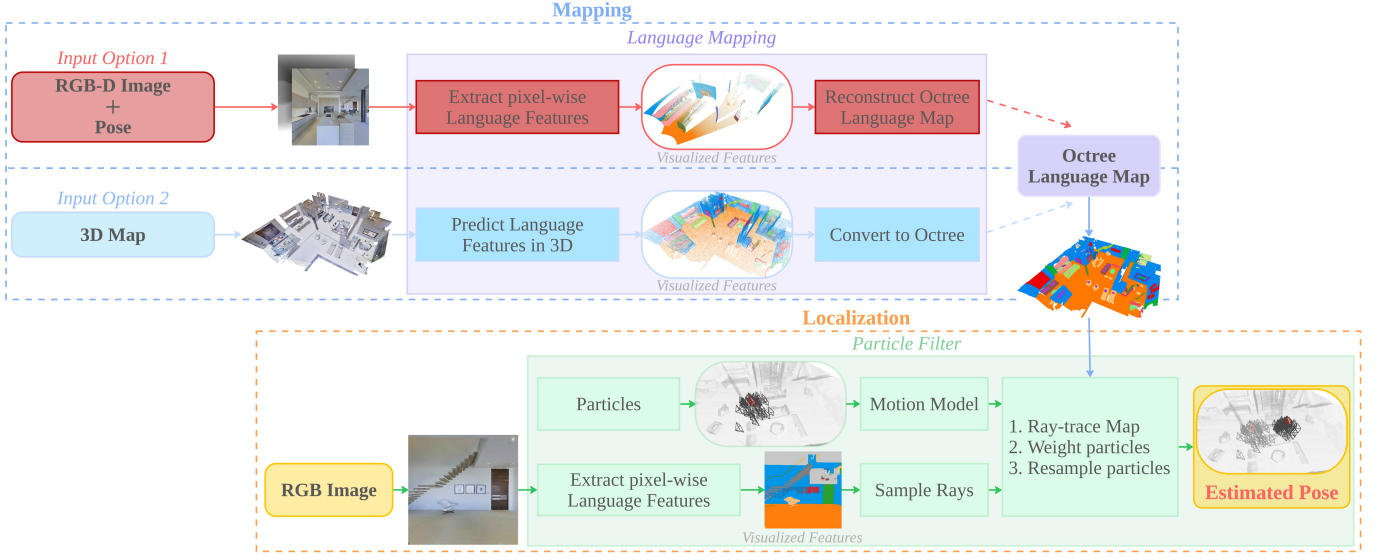 Mapping
Language Mapping
Input Option 1
RGB-D Image
+
Pose
Extract pixel-wise
Language Features
Visualized Features
Reconstruct Octree
Language Map
Octree
Language Map
Input Option 2
3D Map
Predict Language
Features in 3D
Visualized Features
Convert to Octree
Localization
Particle Filter
Particles
Motion Model
1. Ray-trace Map
2. Weight particles
3. Resample particles
RGB Image
Extract pixel-wise
Language Features
Visualized Features
Sample Rays
Estimated Pose